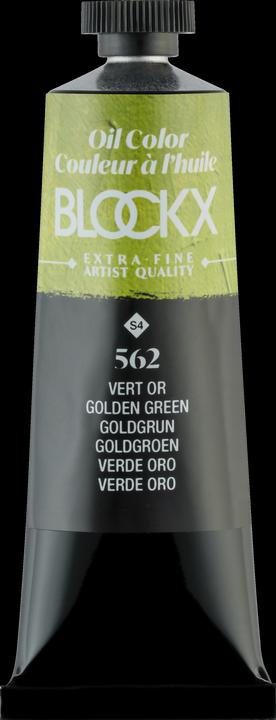 Oil Color
Couleur à l'huile
BLOCKX
EXTRA-FINE
ARTIST QUALITY
S4
562
VERT OR
GOLDEN GREEN
GOLDGRUN
GOLDGROEN
VERDE ORO
VERDE ORO